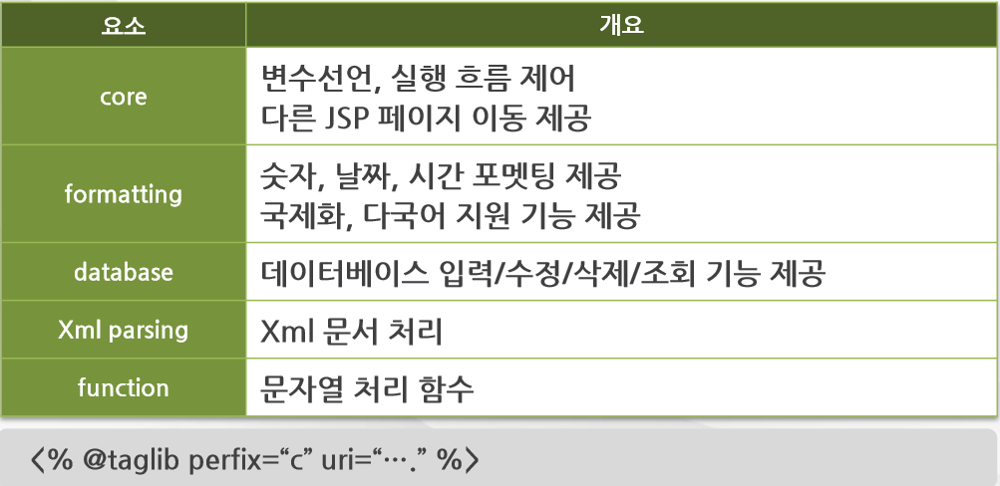 요소 개요
core
변수선언, 실행 흐름 제어
다른 JSP 페이지 이동 제공
formatting
숫자, 날짜, 시간 포멧팅 제공
국제화, 다국어 지원 기능 제공
database 데이터베이스 입력/수정/삭제/조회 기능 제공
Xml parsing Xml 문서 처리
function 문자열 처리 함수
<% @taglib perfix=“c” uri=“….” %>